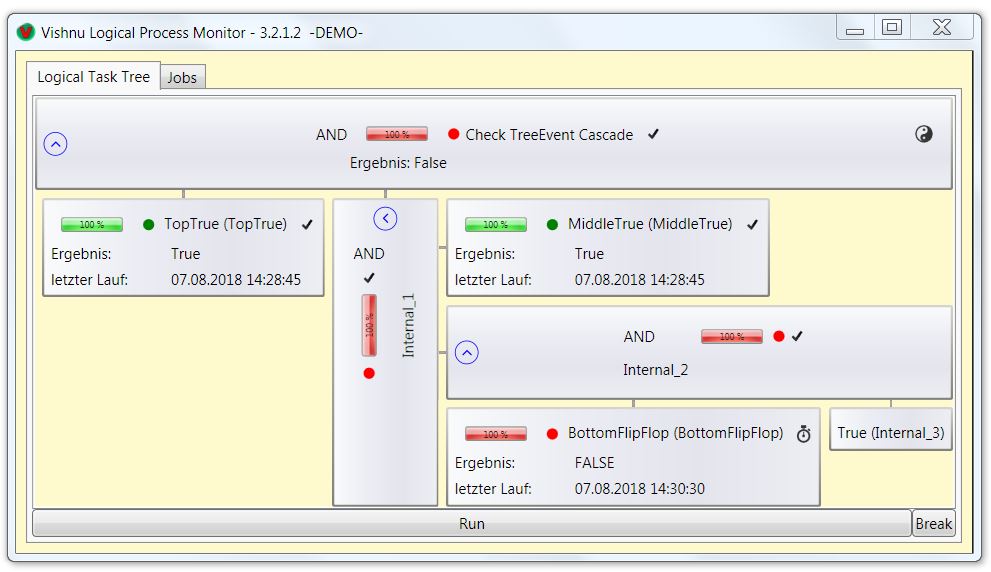 Vishnu Logical Process Monitor - 3.2.1.2 -DEMO-
Logical Task Tree Jobs
AND 100 % Check TreeEvent Cascade
Ergebnis: False
100 % TopTrue (TopTrue)
Ergebnis: True
letzter Lauf: 07.08.2018 14:28:45
AND
100 %
Internal_1
100 % MiddleTrue (MiddleTrue)
Ergebnis: True
letzter Lauf: 07.08.2018 14:28:45
AND 100 %
Internal_2
100 % BottomFlipFlop (BottomFlipFlop)
Ergebnis: FALSE
letzter Lauf: 07.08.2018 14:30:30
True (Internal_3)
Run Break